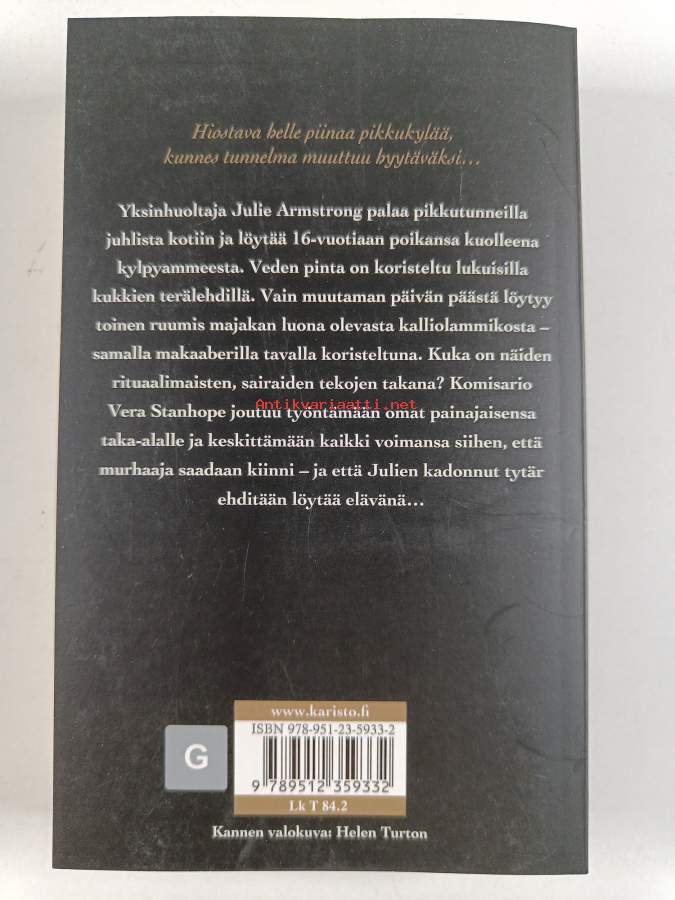 Hiostava helle piinaa pikkukylää,
kunnes tunnelma muuttuu hyytäväksi...
Yksinhuoltaja Julie Armstrong palaa pikkutunneilla
juhlista kotiin ja löytää 16-vuotiaan poikansa kuolleena
kylpyammeesta. Veden pinta on koristeltu lukuisilla
kukkien terälehdillä. Vain muutaman päivän päästä löytyy
toinen ruumis majakan luona olevasta kalliolammikosta –
samalla makaaberilla tavalla koristeltuna. Kuka on näiden
rituaalimaisten, sairaiden tekojen takana? Komisario
Antikvariaatti.net
Vera Stanhope joutuu työntämään omat painajaisensa
taka-alalle ja keskittämään kaikki voimansa siihen, että
murhaaja saadaan kiinni – ja että Julien kadonnut tytär
ehditään löytää elävänä...
www.karisto.fi
ISBN 978-951-23-5933-2
G
9 789512 359332
Lk T 84.2
Kannen valokuva: Helen Turton